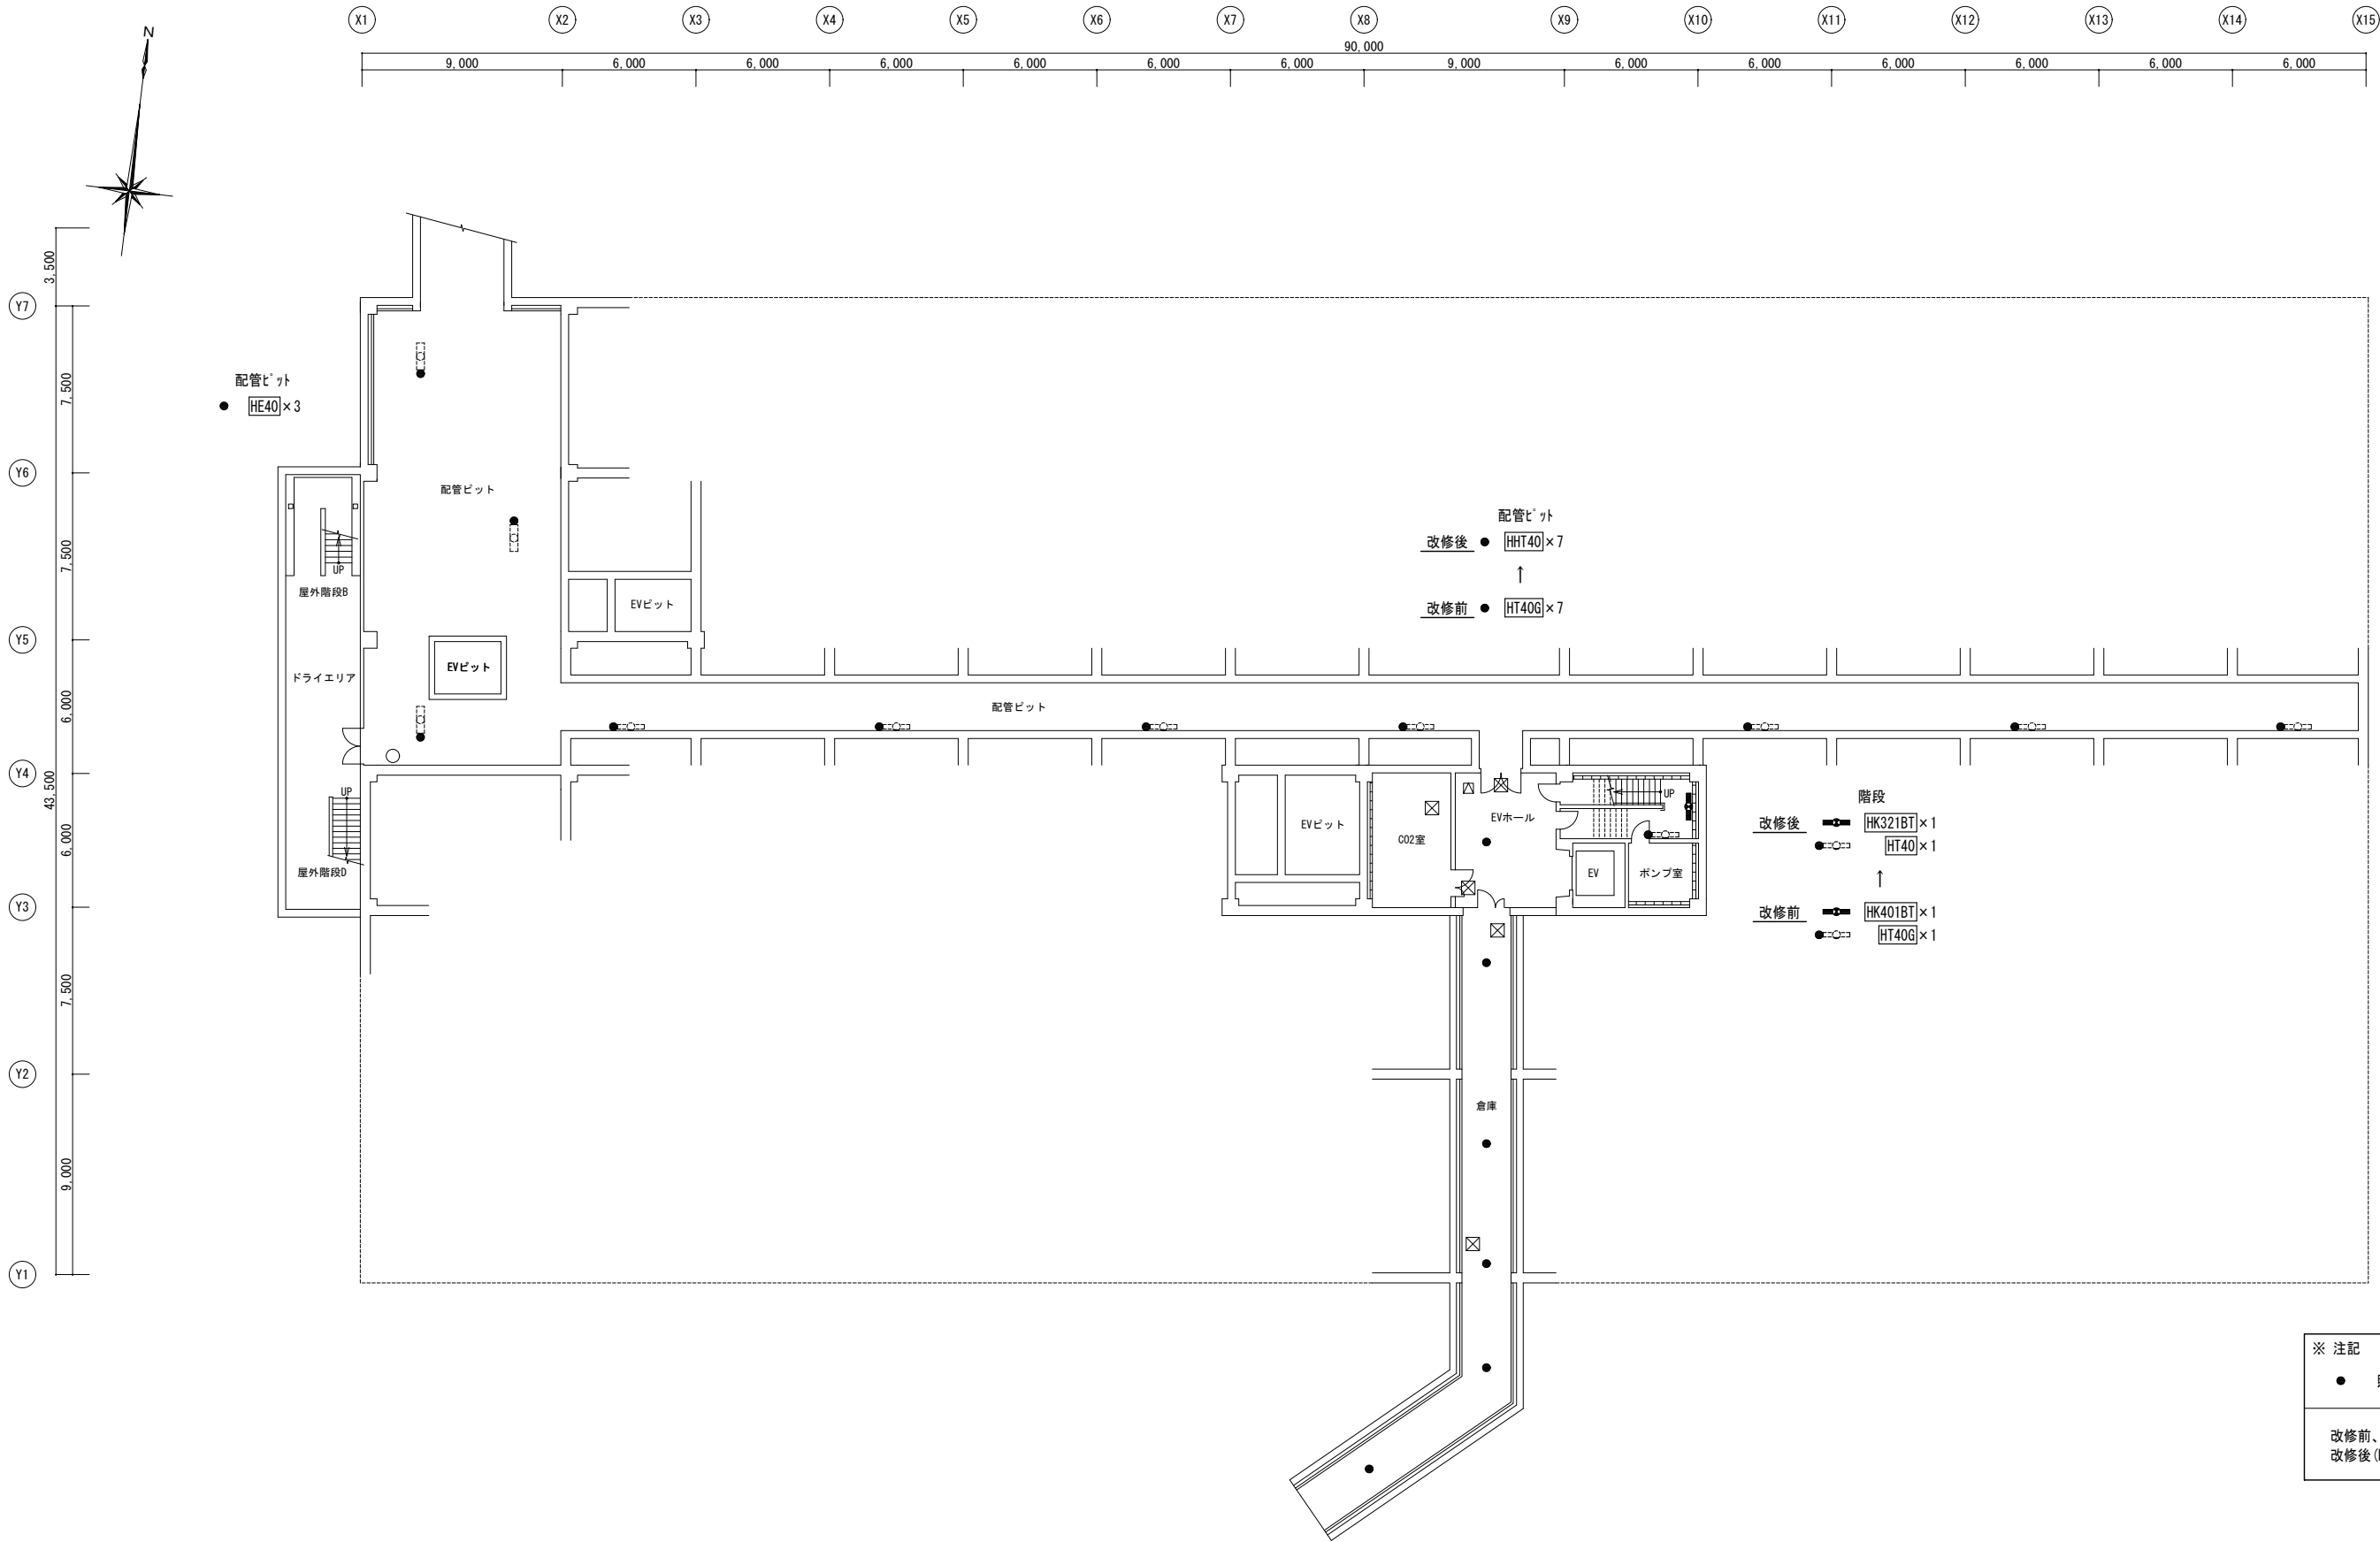 X1 X2 X3 X4 X5 X6 X7 X8 X9 X10 X11 X12 X13 X14 X15
90,000
9,000 6,000 6,000 6,000 6,000 6,000 6,000 9,000 6,000 6,000 6,000 6,000 6,000 6,000
N
3,500
Y7
7,500
配管ピット
HE40×3
Y6
配管ピット
配管ピット
改修後 HHT40×7
↑
改修前 HT40G×7
7,500
UP
屋外階段B
EVピット
Y5
EVピット
ドライエリア
6,000
配管ピット
Y4
43,500
UP
UP
階段
改修後 HK321BT×1
HT40×1
↑
改修前 HK401BT×1
HT40G×1
EVピット
CO2室
EVホール
EV
ポンプ室
6,000
屋外階段D
Y3
7,500
Y2
倉庫
9,000
Y1
※ 注記
改修前、
改修後(